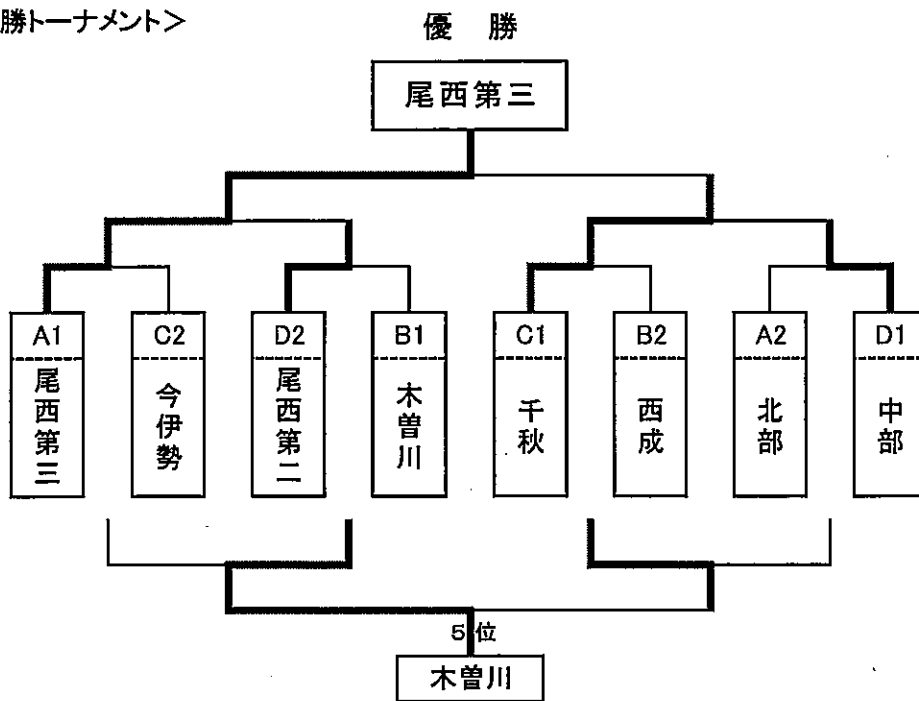 勝トーナメント>
優 勝
尾西第三
A1 C2 D2 B1 C1 B2 A2 D1
尾西第三
今伊勢
尾西第二
木曽川
千秋
西成
北部
中部
5位
木曽川